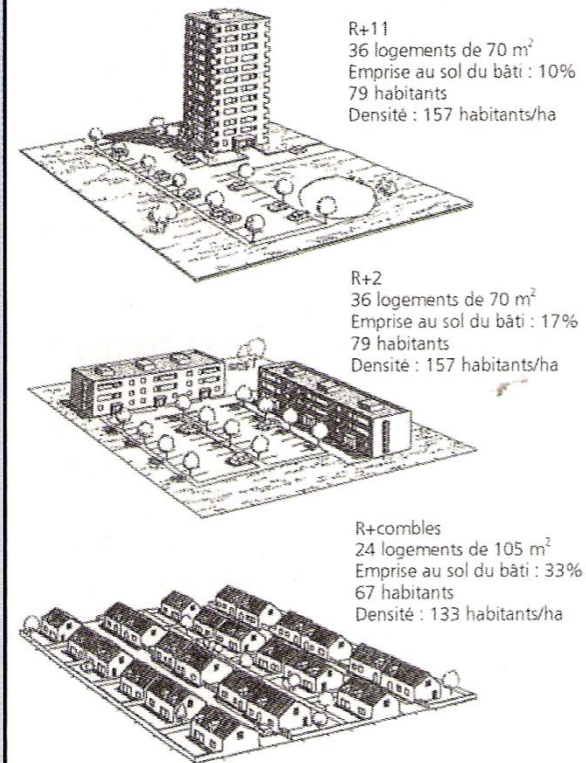 R+11
36 logements de 70 m²
Emprise au sol du bâti : 10%
79 habitants
Densité : 157 habitants/ha
R+2
36 logements de 70 m²
Emprise au sol du bâti : 17%
79 habitants
Densité : 157 habitants/ha
R+combles
24 logements de 105 m²
Emprise au sol du bâti : 33%
67 habitants
Densité : 133 habitants/ha